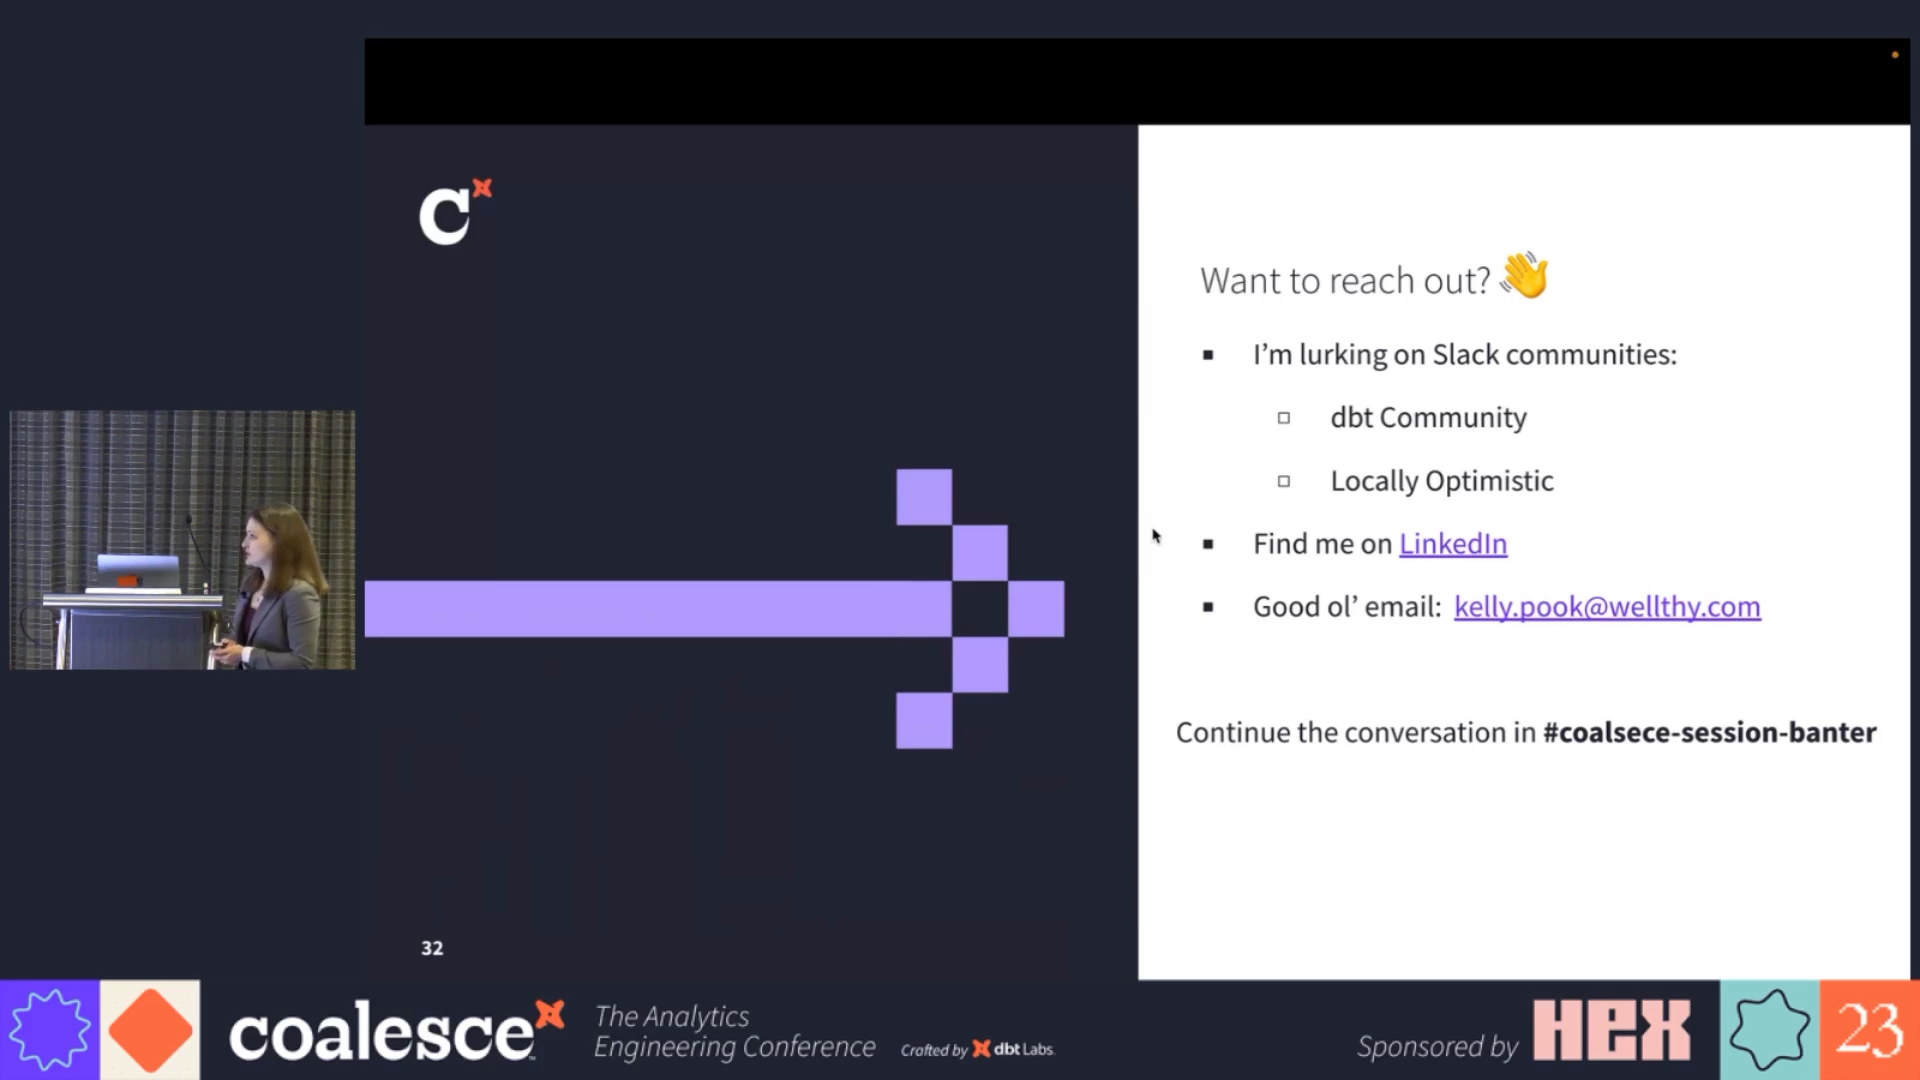 C
Want to reach out? 👋
▪ I’m lurking on Slack communities:
▫ dbt Community
▫ Locally Optimistic
▪ Find me on LinkedIn
▪ Good ol’ email: kelly.pook@wellthy.com
Continue the conversation in #coalsece-session-banter
32
coalesce
The Analytics
Engineering Conference
Crafted by dbt Labs
Sponsored by HEX
23